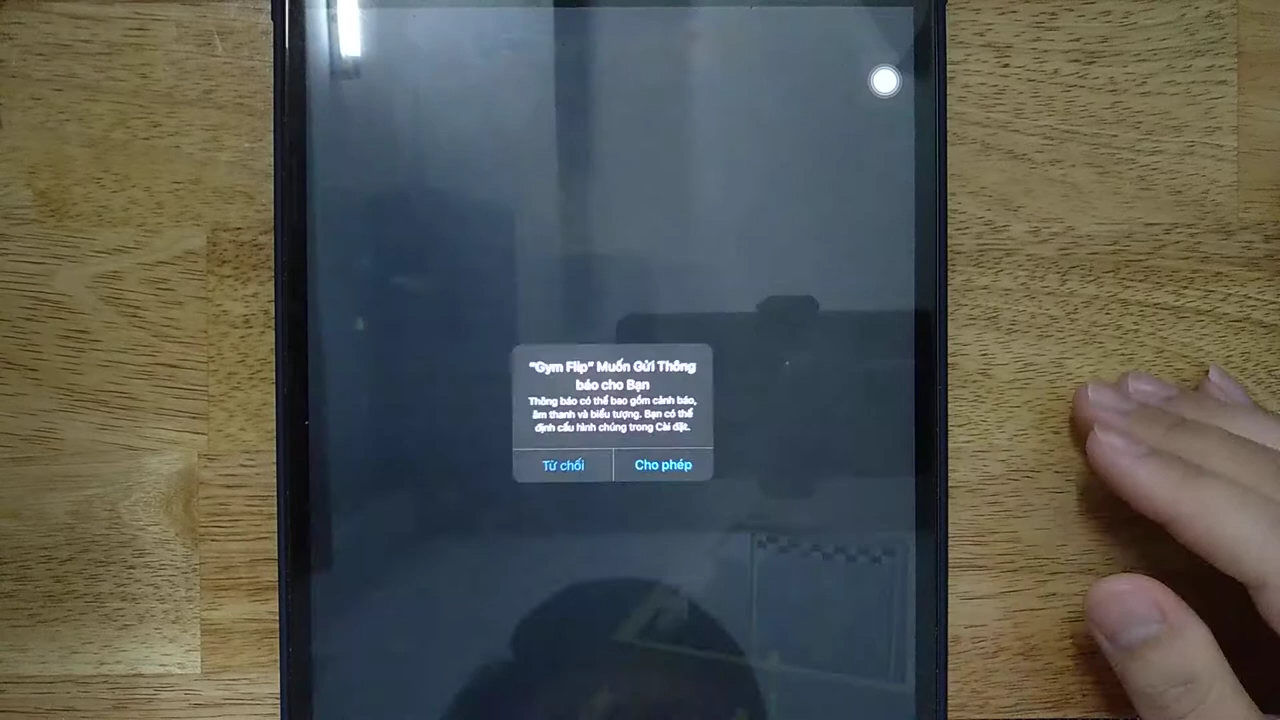 “Gym Flip” Muốn Gửi Thông
báo cho Bạn
Thông báo có thể bao gồm cảnh báo,
âm thanh và biểu tượng. Bạn có thể
định cấu hình chúng trong Cài đặt.
Từ chối
Cho phép